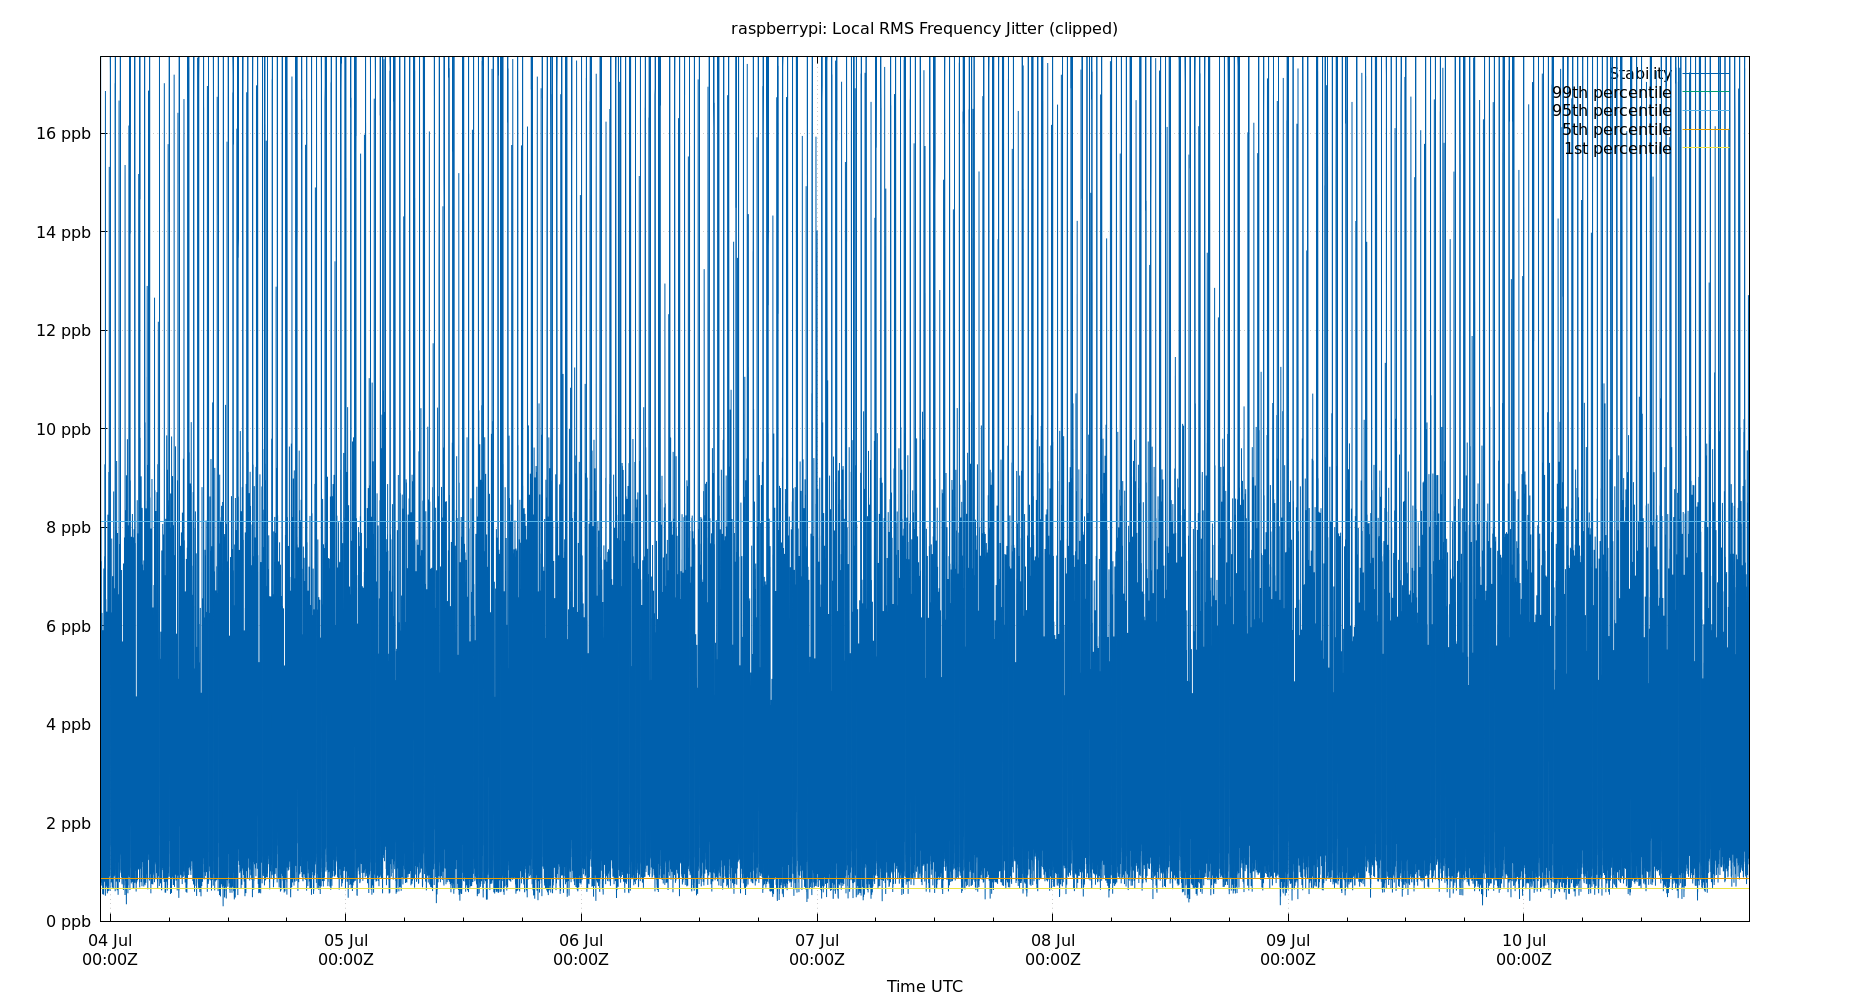 raspberrypi: Local RMS Frequency Jitter (clipped)
Stability
99th percentile
95th percentile
5th percentile
1st percentile
16 ppb
14 ppb
12 ppb
10 ppb
8 ppb
6 ppb
4 ppb
2 ppb
0 ppb
04 Jul 05 Jul 06 Jul 07 Jul 08 Jul 09 Jul 10 Jul
00:00Z 00:00Z 00:00Z 00:00Z 00:00Z 00:00Z 00:00Z
Time UTC